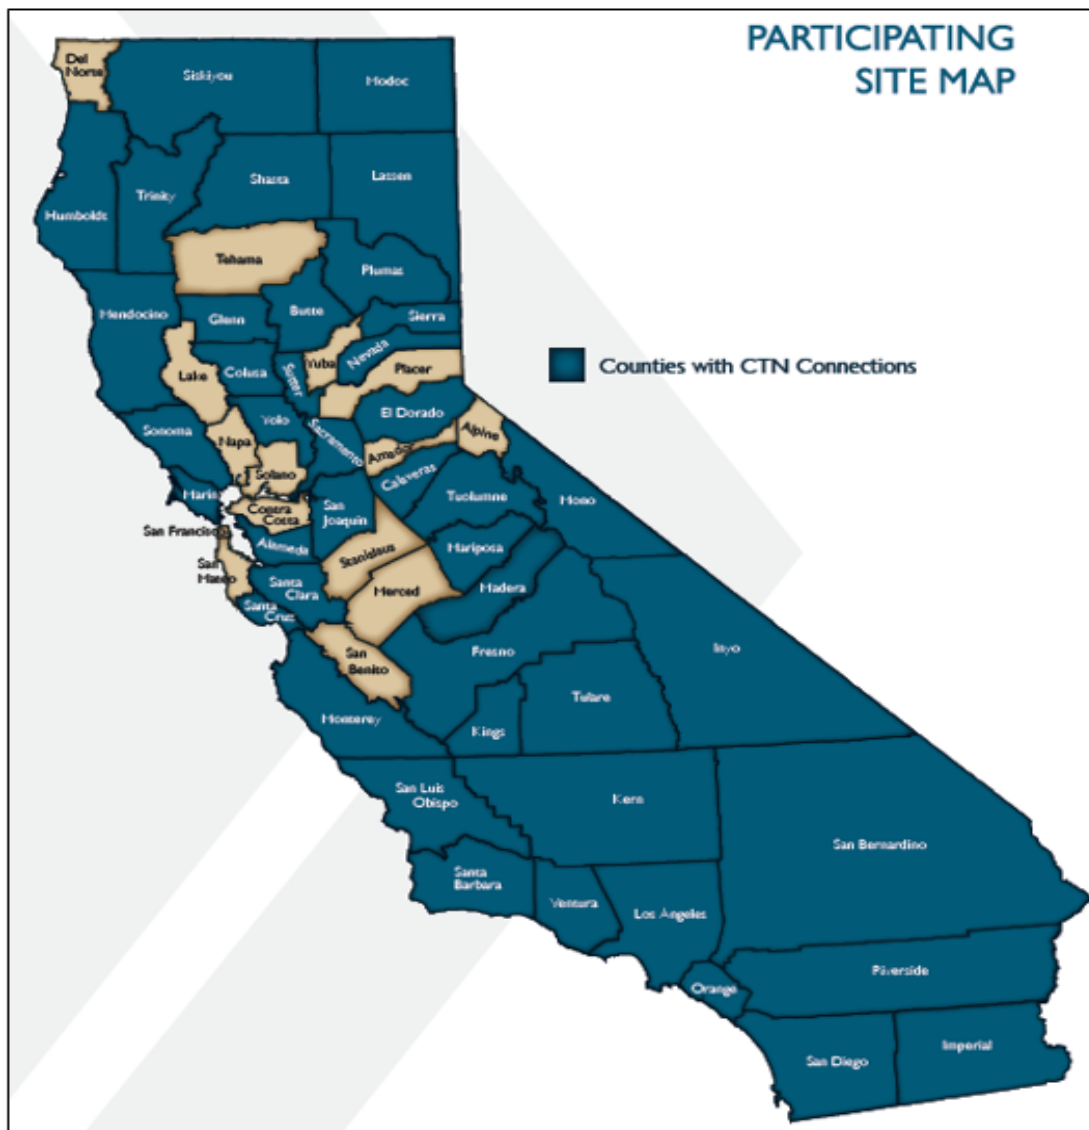 PARTICIPATING
SITE MAP
Del
Norte
Siskiyou
Modoc
Humboldt
Trinity
Shasta
Lassen
Tehama
Plumas
Mendocino
Glenn
Butte
Sierra
Lake
Colusa
Sutter
Yuba
Nevada
Placer
Counties with CTN Connections
Sonoma
Napa
Yolo
Sacramento
El Dorado
Amador
Alpine
Solano
Marin
Contra
Costa
San
Joaquin
Calaveras
Tuolumne
Mono
San Francisco
Alameda
Stanislaus
Mariposa
San
Mateo
Santa
Clara
Santa
Cruz
Merced
Madera
San
Benito
Fresno
Inyo
Monterey
Kings
Tulare
San Luis
Obispo
Kern
San Bernardino
Santa
Barbara
Ventura
Los Angeles
Orange
Riverside
San Diego
Imperial